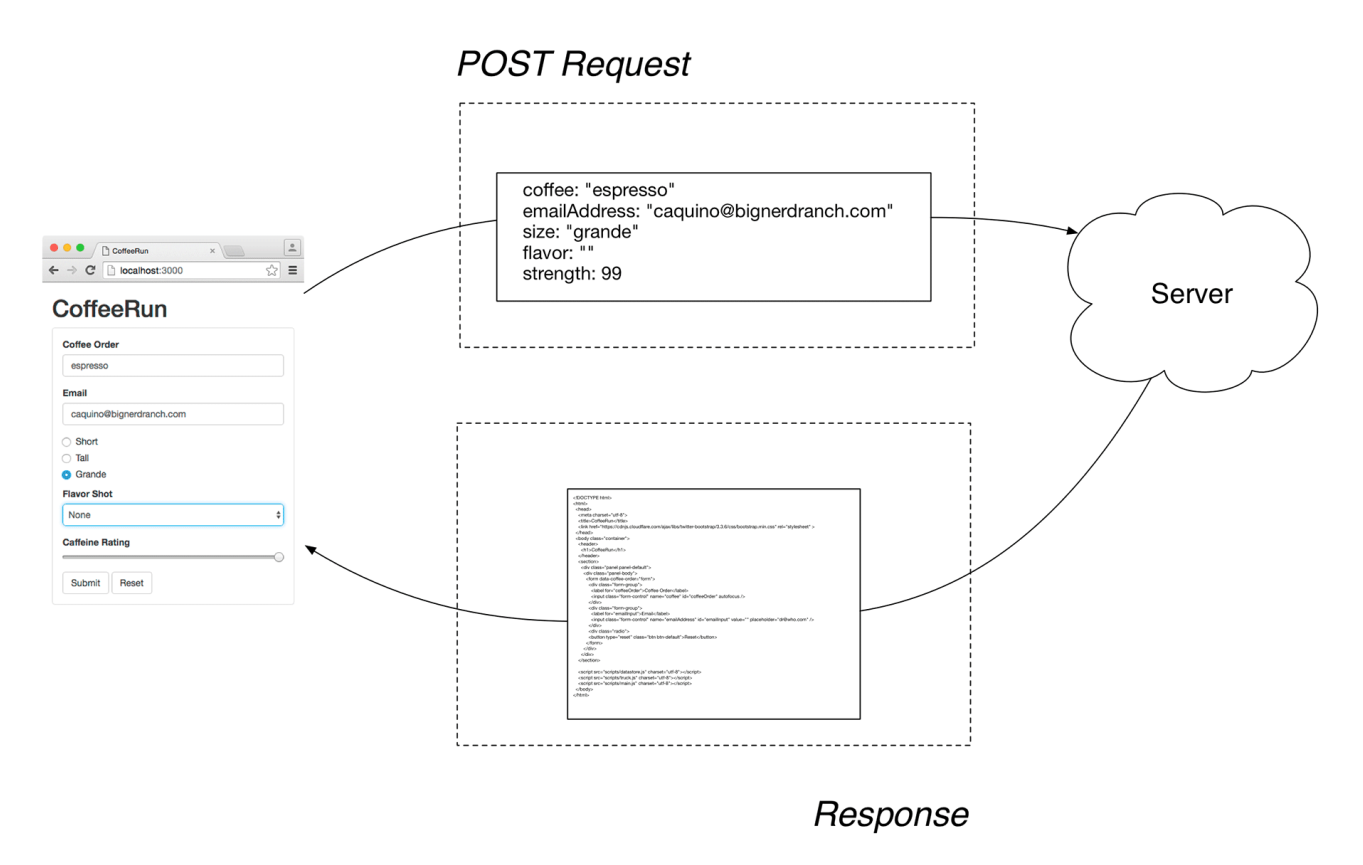 POST Request
coffee: "espresso"
emailAddress: "caquino@bignerdranch.com"
size: "grande"
flavor: ""
strength: 99
Server
CoffeeRun
localhost:3000
CoffeeRun
Coffee Order
espresso
Email
caquino@bignerdranch.com
Short
Tall
Grande
Flavor Shot
None
Caffeine Rating
Submit
Reset
<!DOCTYPE html>
<html>
<head>
<meta charset="utf-8">
<title>CoffeeRun</title>
<link href="https://cdnjs.cloudflare.com/ajax/libs/twitter-bootstrap/3.3.6/css/bootstrap.min.css" rel="stylesheet" >
</head>
<body class="container">
<header>
<h1>CoffeeRun</h1>
</header>
<section>
<div class="panel panel-default">
<div class="panel-body">
<form data-coffee-order="form">
<div class="form-group">
<label for="coffeeOrder">Coffee Order</label>
<input class="form-control" name="coffee" id="coffeeOrder" autofocus />
</div>
<div class="form-group">
<label for="emailInput">Email</label>
<input class="form-control" name="emailAddress" id="emailInput" value="" placeholder="dr@who.com" />
</div>
<div class="radio">
<button type="reset" class="btn btn-default">Reset</button>
</form>
</div>
</div>
</section>
<script src="scripts/datastore.js" charset="utf-8"></script>
<script src="scripts/truck.js" charset="utf-8"></script>
<script src="scripts/main.js" charset="utf-8"></script>
</body>
</html>
Response